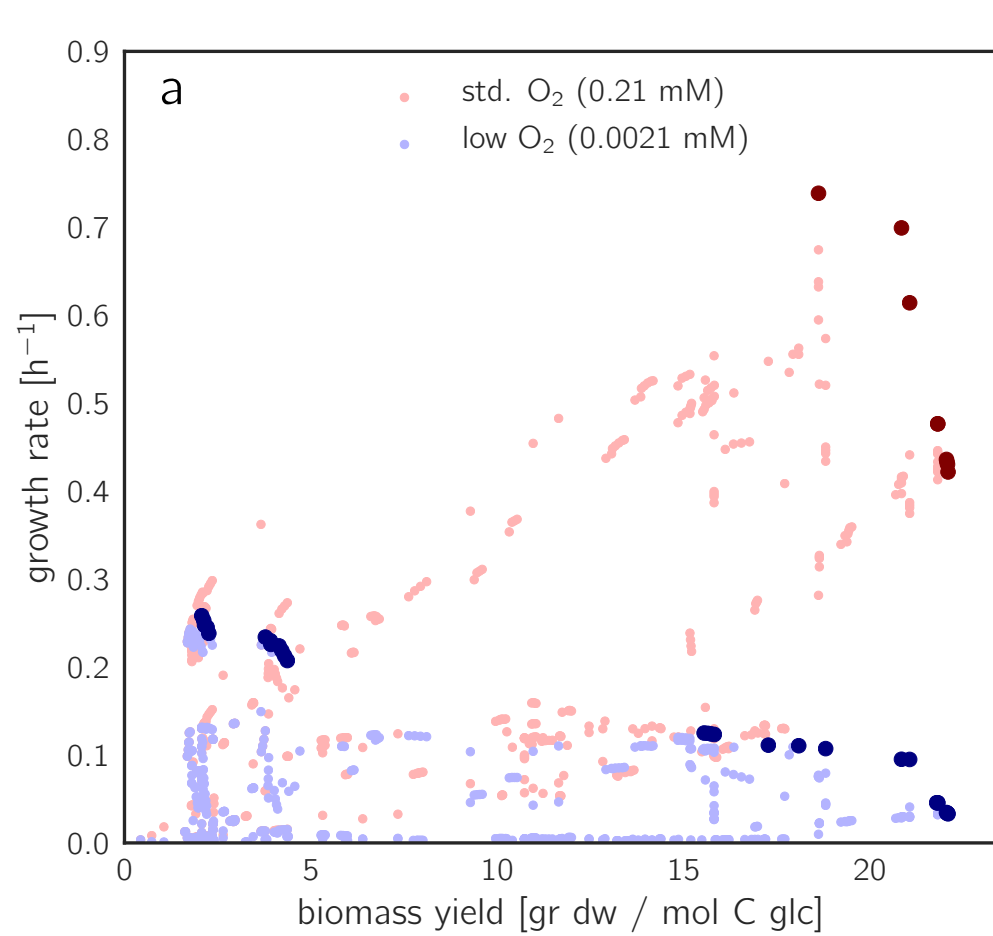 a
std. O₂ (0.21 mM)
low O₂ (0.0021 mM)
growth rate [h⁻¹]
0.9
0.8
0.7
0.6
0.5
0.4
0.3
0.2
0.1
0.0
0 5 10 15 20
biomass yield [gr dw / mol C glc]